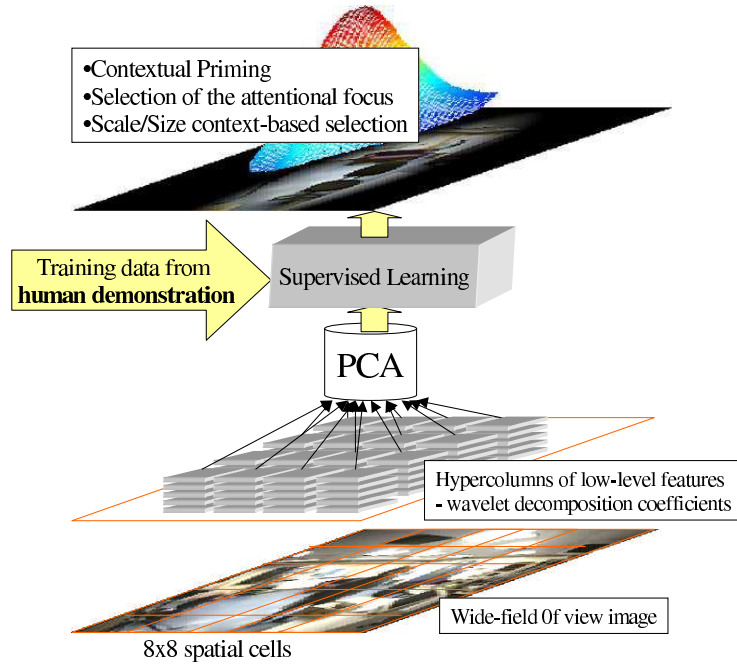 •Contextual Priming
•Selection of the attentional focus
•Scale/Size context-based selection
Training data from
human demonstration
Supervised Learning
PCA
Hypercolumns of low-level features
- wavelet decomposition coefficients
Wide-field 0f view image
8x8 spatial cells